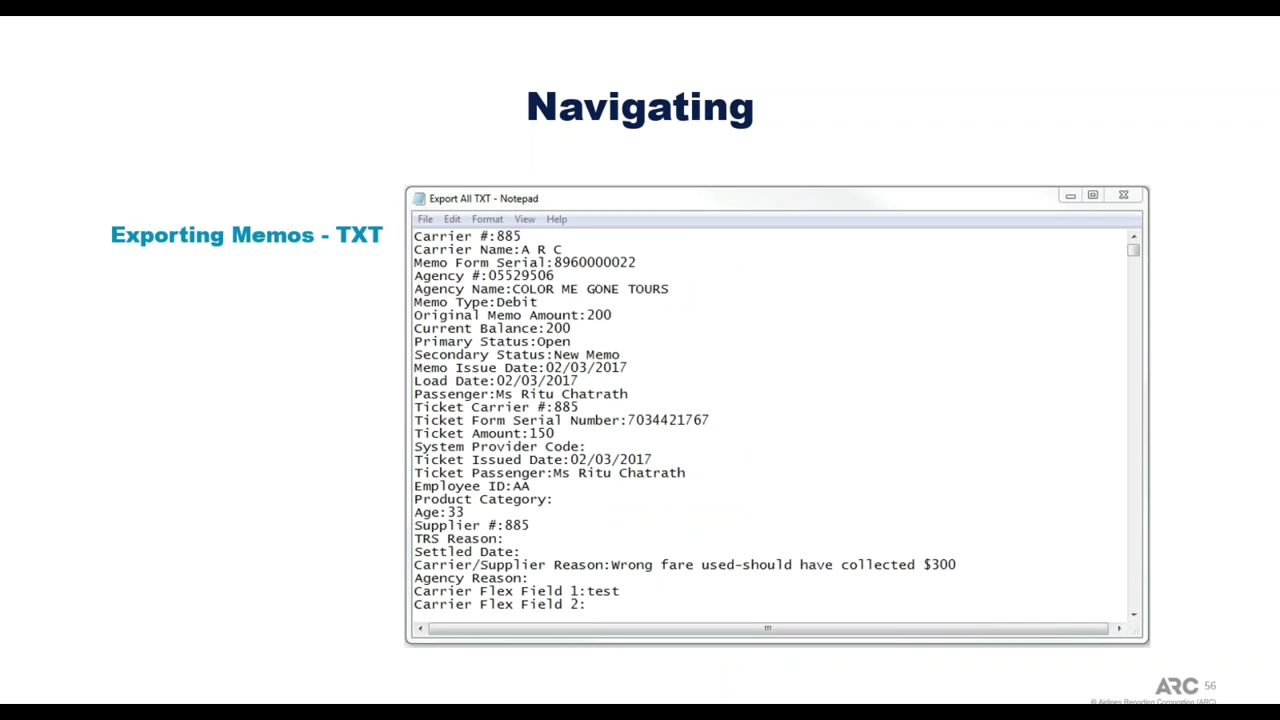 Navigating
Exporting Memos - TXT
Export All TXT - Notepad
File Edit Format View Help
Carrier #:885
Carrier Name:A R C
Memo Form Serial:8960000022
Agency #:05529506
Agency Name:COLOR ME GONE TOURS
Memo Type:Debit
Original Memo Amount:200
Current Balance:200
Primary Status:Open
Secondary Status:New Memo
Memo Issue Date:02/03/2017
Load Date:02/03/2017
Passenger:Ms Ritu Chatrath
Ticket Carrier #:885
Ticket Form Serial Number:7034421767
Ticket Amount:150
System Provider Code:
Ticket Issued Date:02/03/2017
Ticket Passenger:Ms Ritu Chatrath
Employee ID:AA
Product Category:
Age:33
Supplier #:885
TRS Reason:
Settled Date:
Carrier/Supplier Reason:Wrong fare used-should have collected $300
Agency Reason:
Carrier Flex Field 1:test
Carrier Flex Field 2:
ARC 56
© Airlines Reporting Corporation (ARC)